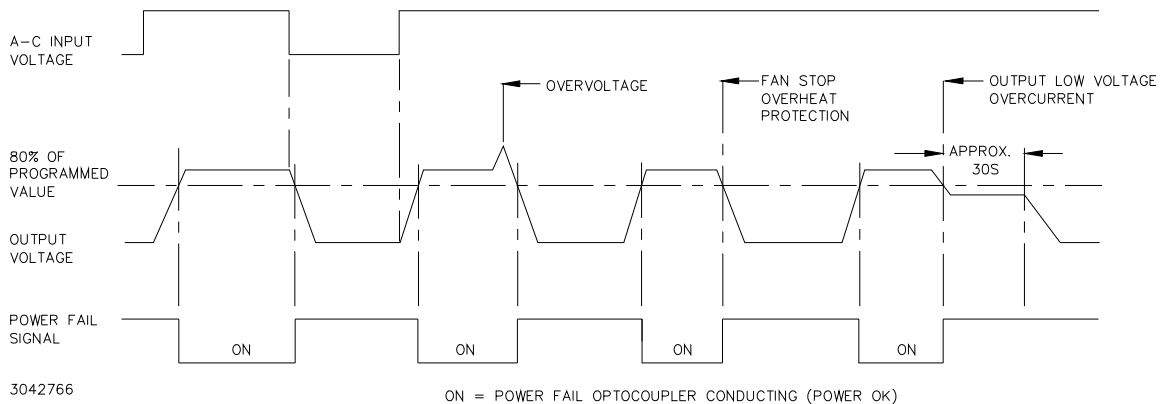 A-C INPUT
VOLTAGE
OVERVOLTAGE
FAN STOP
OVERHEAT
PROTECTION
OUTPUT LOW VOLTAGE
OVERCURRENT
80% OF
PROGRAMMED
VALUE
APPROX.
30S
OUTPUT
VOLTAGE
POWER FAIL
SIGNAL
ON
ON
ON
ON
3042766
ON = POWER FAIL OPTOCOUPLER CONDUCTING (POWER OK)